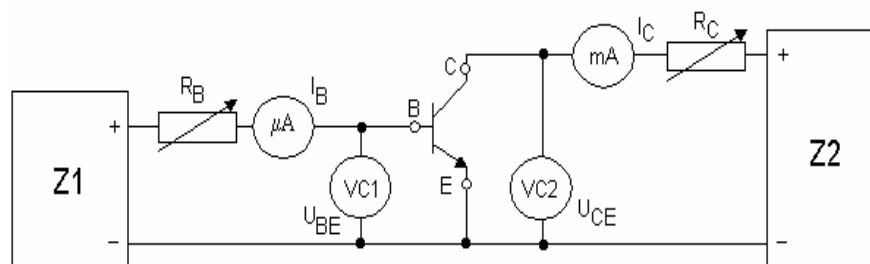 Z1
+
−
R_B
I_B
µA
VC1
U_BE
B
C
E
VC2
U_CE
mA
I_C
R_C
+
−
Z2